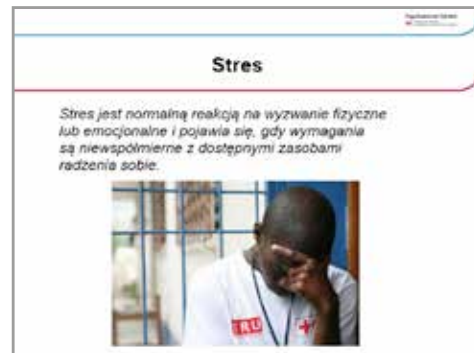 Stres
Stres jest normalną reakcją na wyzwanie fizyczne
lub emocjonalne i pojawia się, gdy wymagania
są niewspółmierne z dostępnymi zasobami
radzenia sobie.
ERU